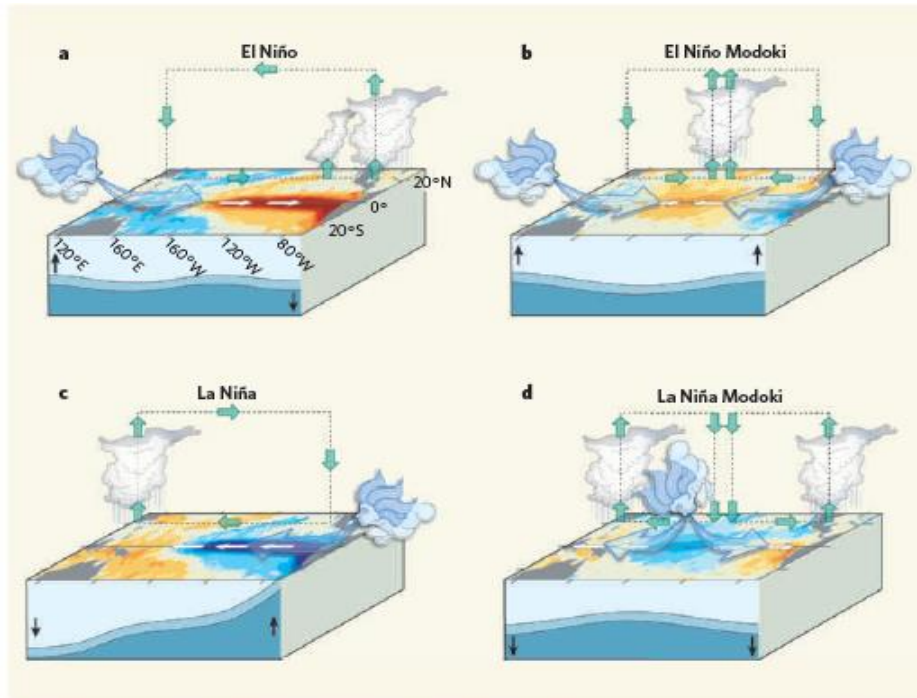 a
El Niño
20°N
0°
20°S
120°E
160°E
160°W
120°W
80°W
b
El Niño Modoki
c
La Niña
d
La Niña Modoki